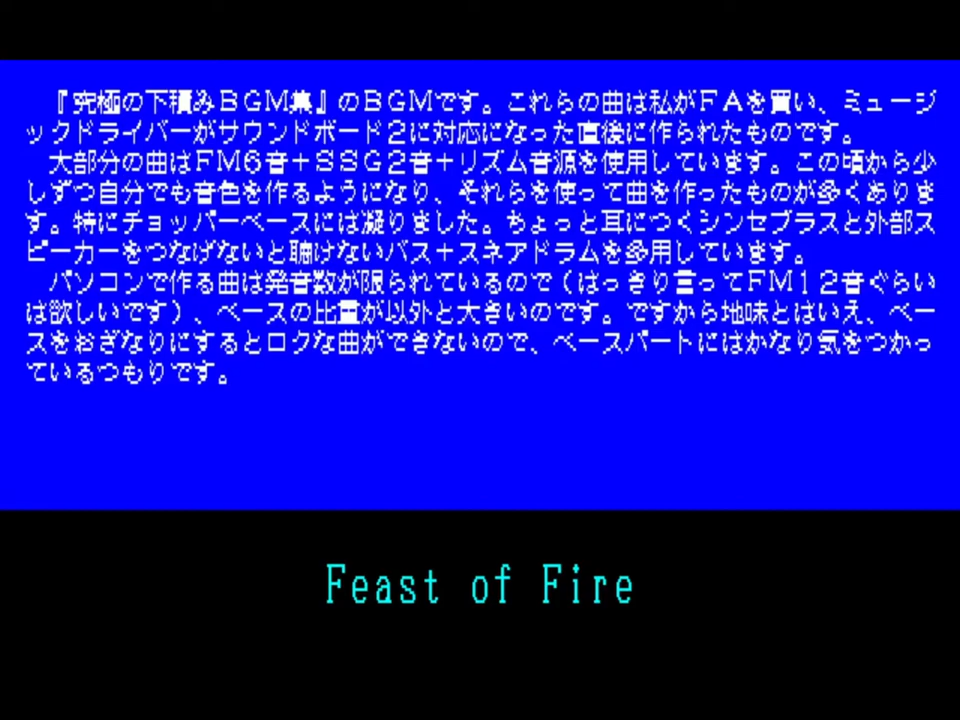 『究極の下積みＢＧＭ集』のＢＧＭです。これらの曲は私がＦＡを買い、ミュージ
ックドライバーがサウンドボード２に対応になった直後に作られたものです。
　大部分の曲はＦＭ６音＋ＳＳＧ２音＋リズム音源を使用しています。この頃から少
しずつ自分でも音色を作るようになり、それらを使って曲を作ったものが多くありま
す。特にチョッパーベースには凝りました。ちょっと耳につくシンセブラスと外部ス
ピーカーをつなげないと聴けないバス＋スネアドラムを多用しています。
　パソコンで作る曲は発音数が限られているので（はっきり言ってＦＭ１２音ぐらい
は欲しいです）、ベースの比重が以外と大きいのです。ですから地味とはいえ、ベー
スをおざなりにするとロクな曲ができないので、ベースパートにはかなり気をつかっ
ているつもりです。
Feast of Fire